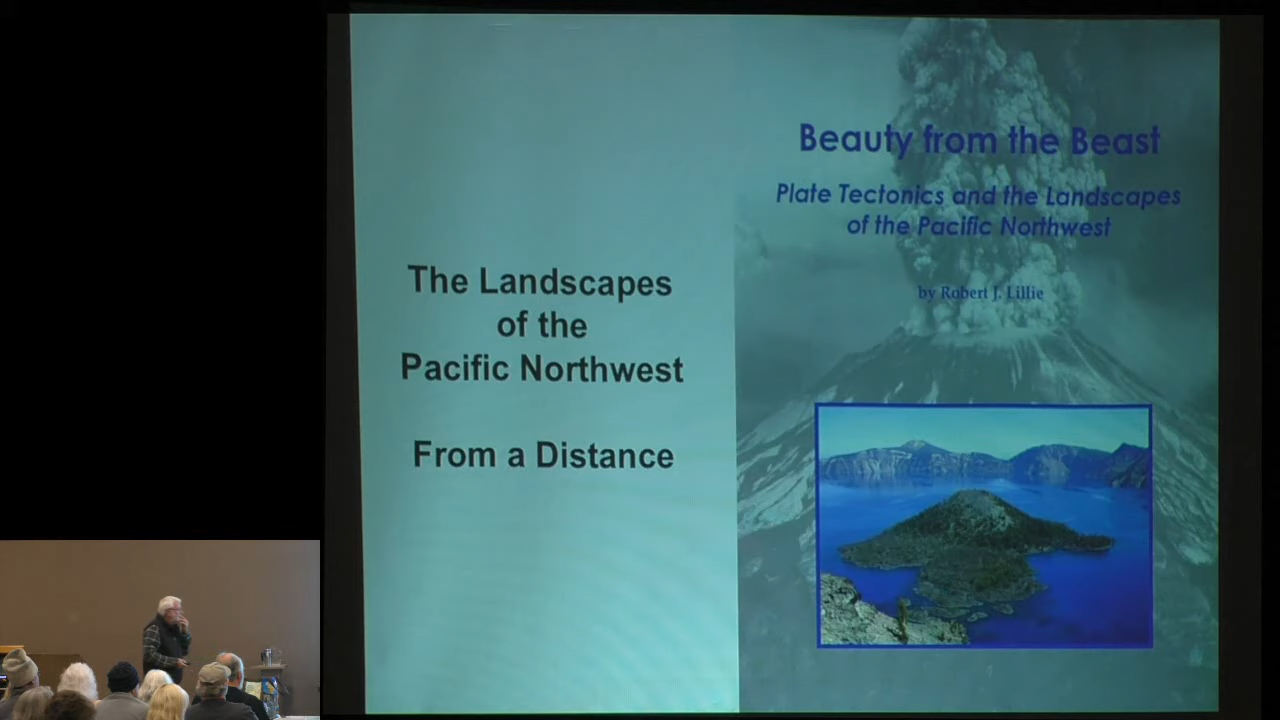 The Landscapes
of the
Pacific Northwest
From a Distance
Beauty from the Beast
Plate Tectonics and the Landscapes
of the Pacific Northwest
by Robert J. Lillie